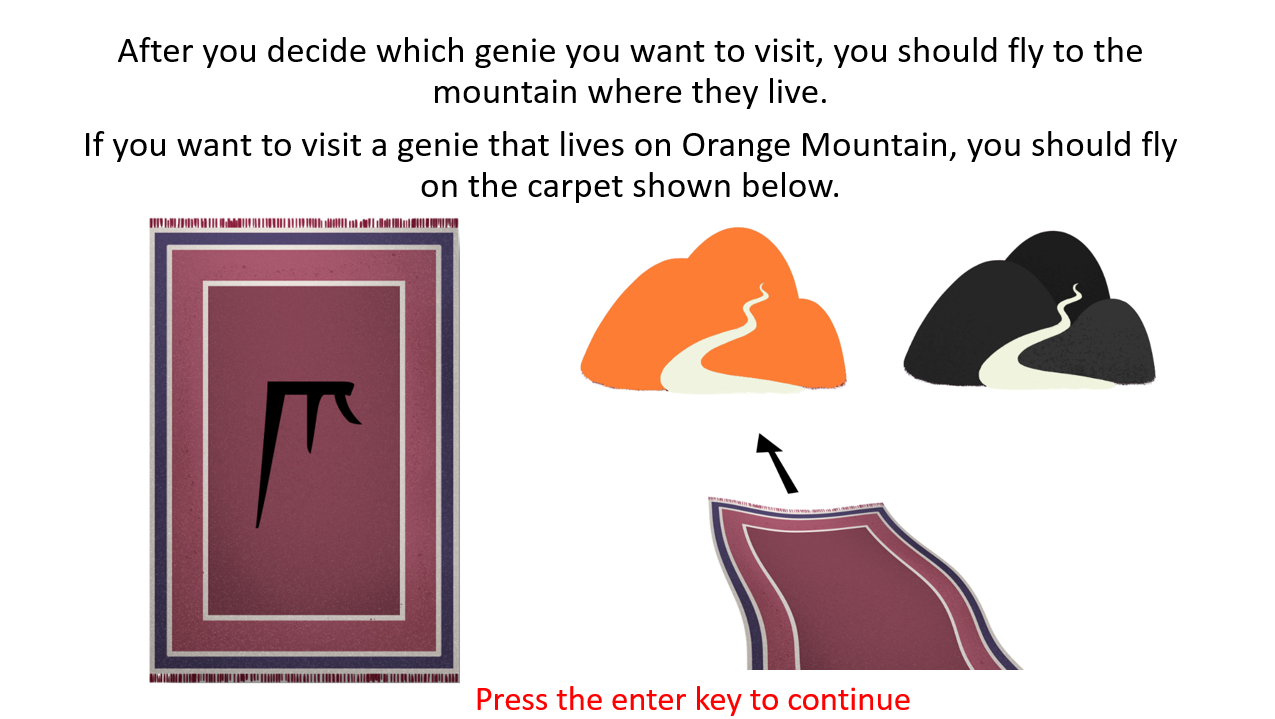 After you decide which genie you want to visit, you should fly to the
mountain where they live.
If you want to visit a genie that lives on Orange Mountain, you should fly
on the carpet shown below.
Press the enter key to continue